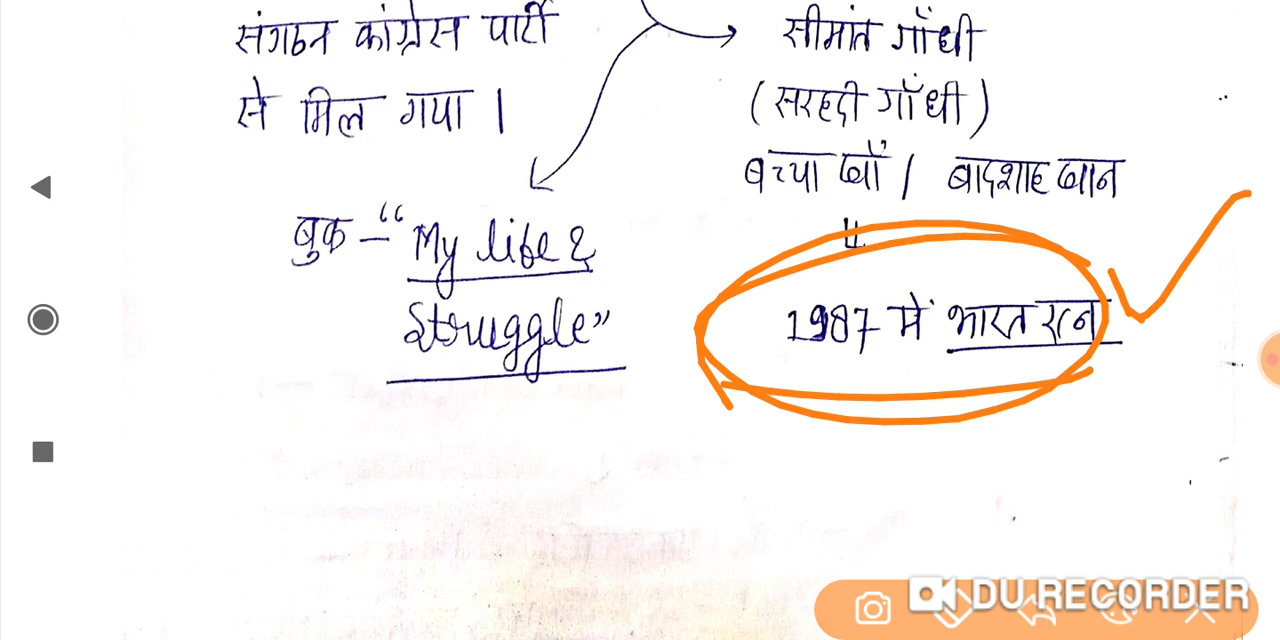 संगठन कांग्रेस पार्टी
से मिल गया ।
बुक – “My life &
Struggle”
सीमांत गाँधी
(सरहदी गाँधी)
बच्चा खाँ / बादशाह खान
1987 में भारत रत्न
DU RECORDER